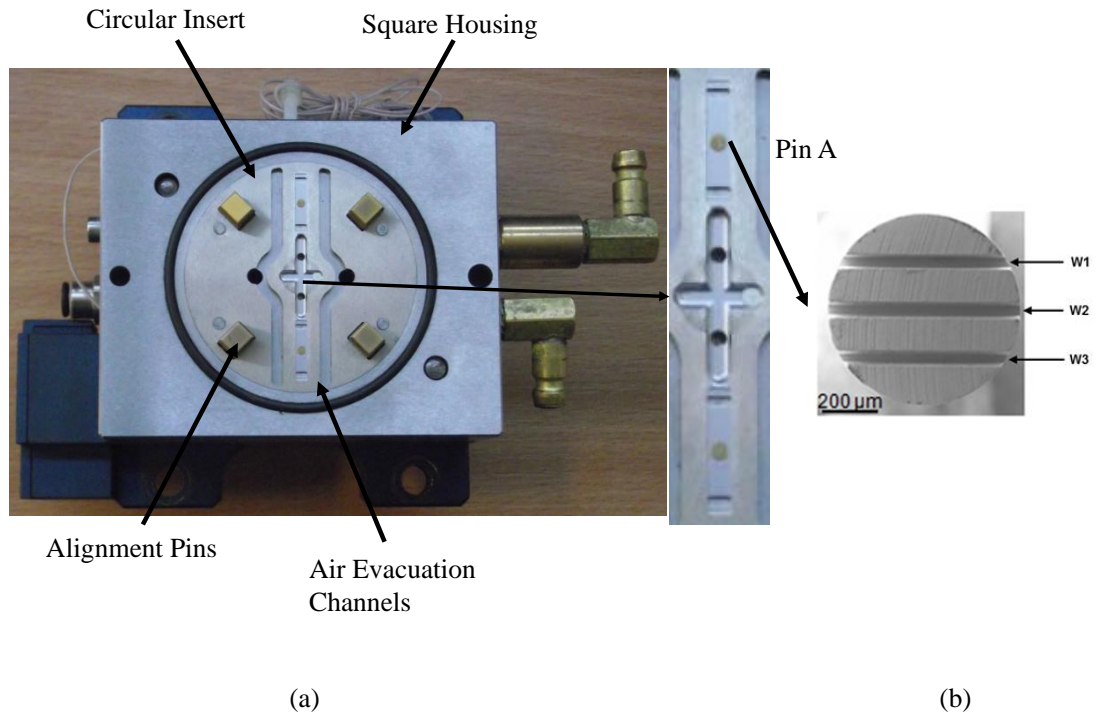 Circular Insert
Square Housing
Pin A
W1
W2
W3
200 µm
Alignment Pins
Air Evacuation
Channels
(a)
(b)